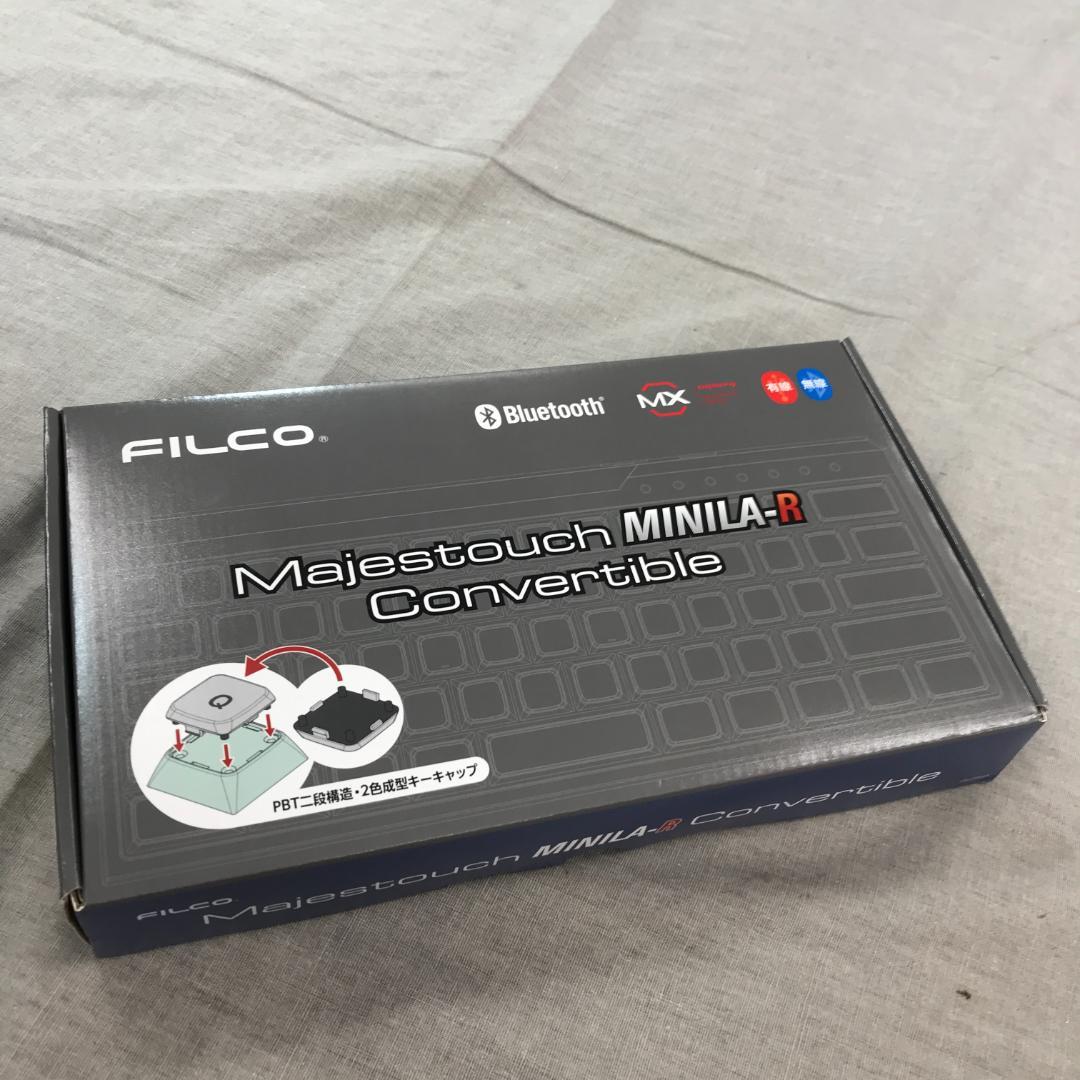 FILCO®
Bluetooth®
MX
有線
無線
Majestouch MINILA-R
Convertible
Q
PBT二段構造・2色成型キーキャップ
FILCO Majestouch MINILA-R Convertible